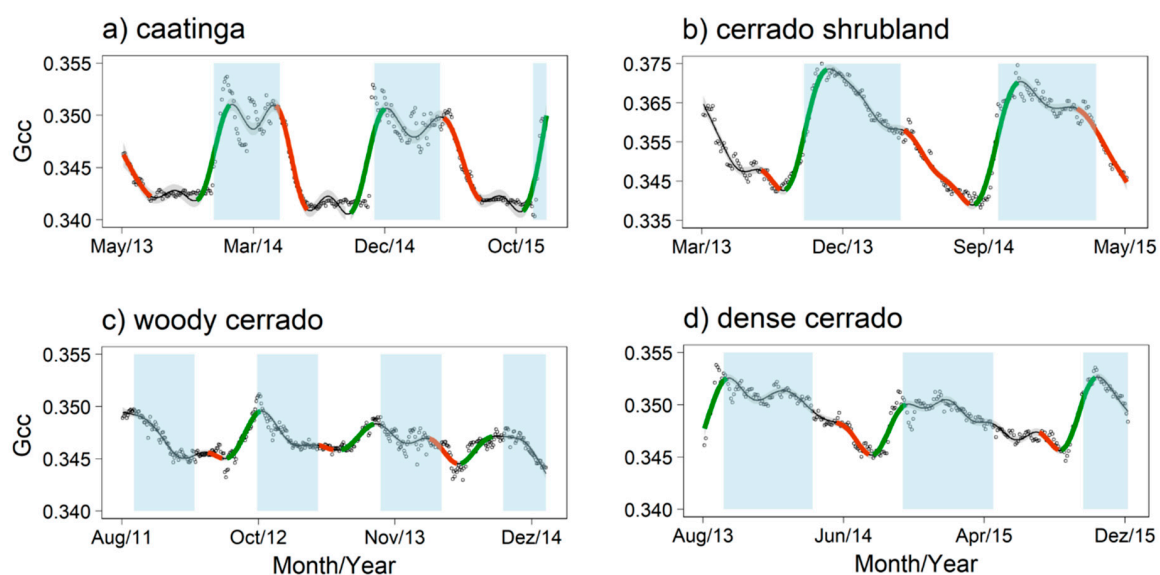 a) caatinga
b) cerrado shrubland
0.355
0.350
0.345
0.340
Gcc
May/13
Mar/14
Dec/14
Oct/15
0.375
0.365
0.355
0.345
0.335
Mar/13
Dec/13
Sep/14
May/15
c) woody cerrado
d) dense cerrado
0.355
0.350
0.345
0.340
Gcc
Aug/11
Oct/12
Nov/13
Dez/14
Month/Year
0.355
0.350
0.345
0.340
Aug/13
Jun/14
Apr/15
Dez/15
Month/Year